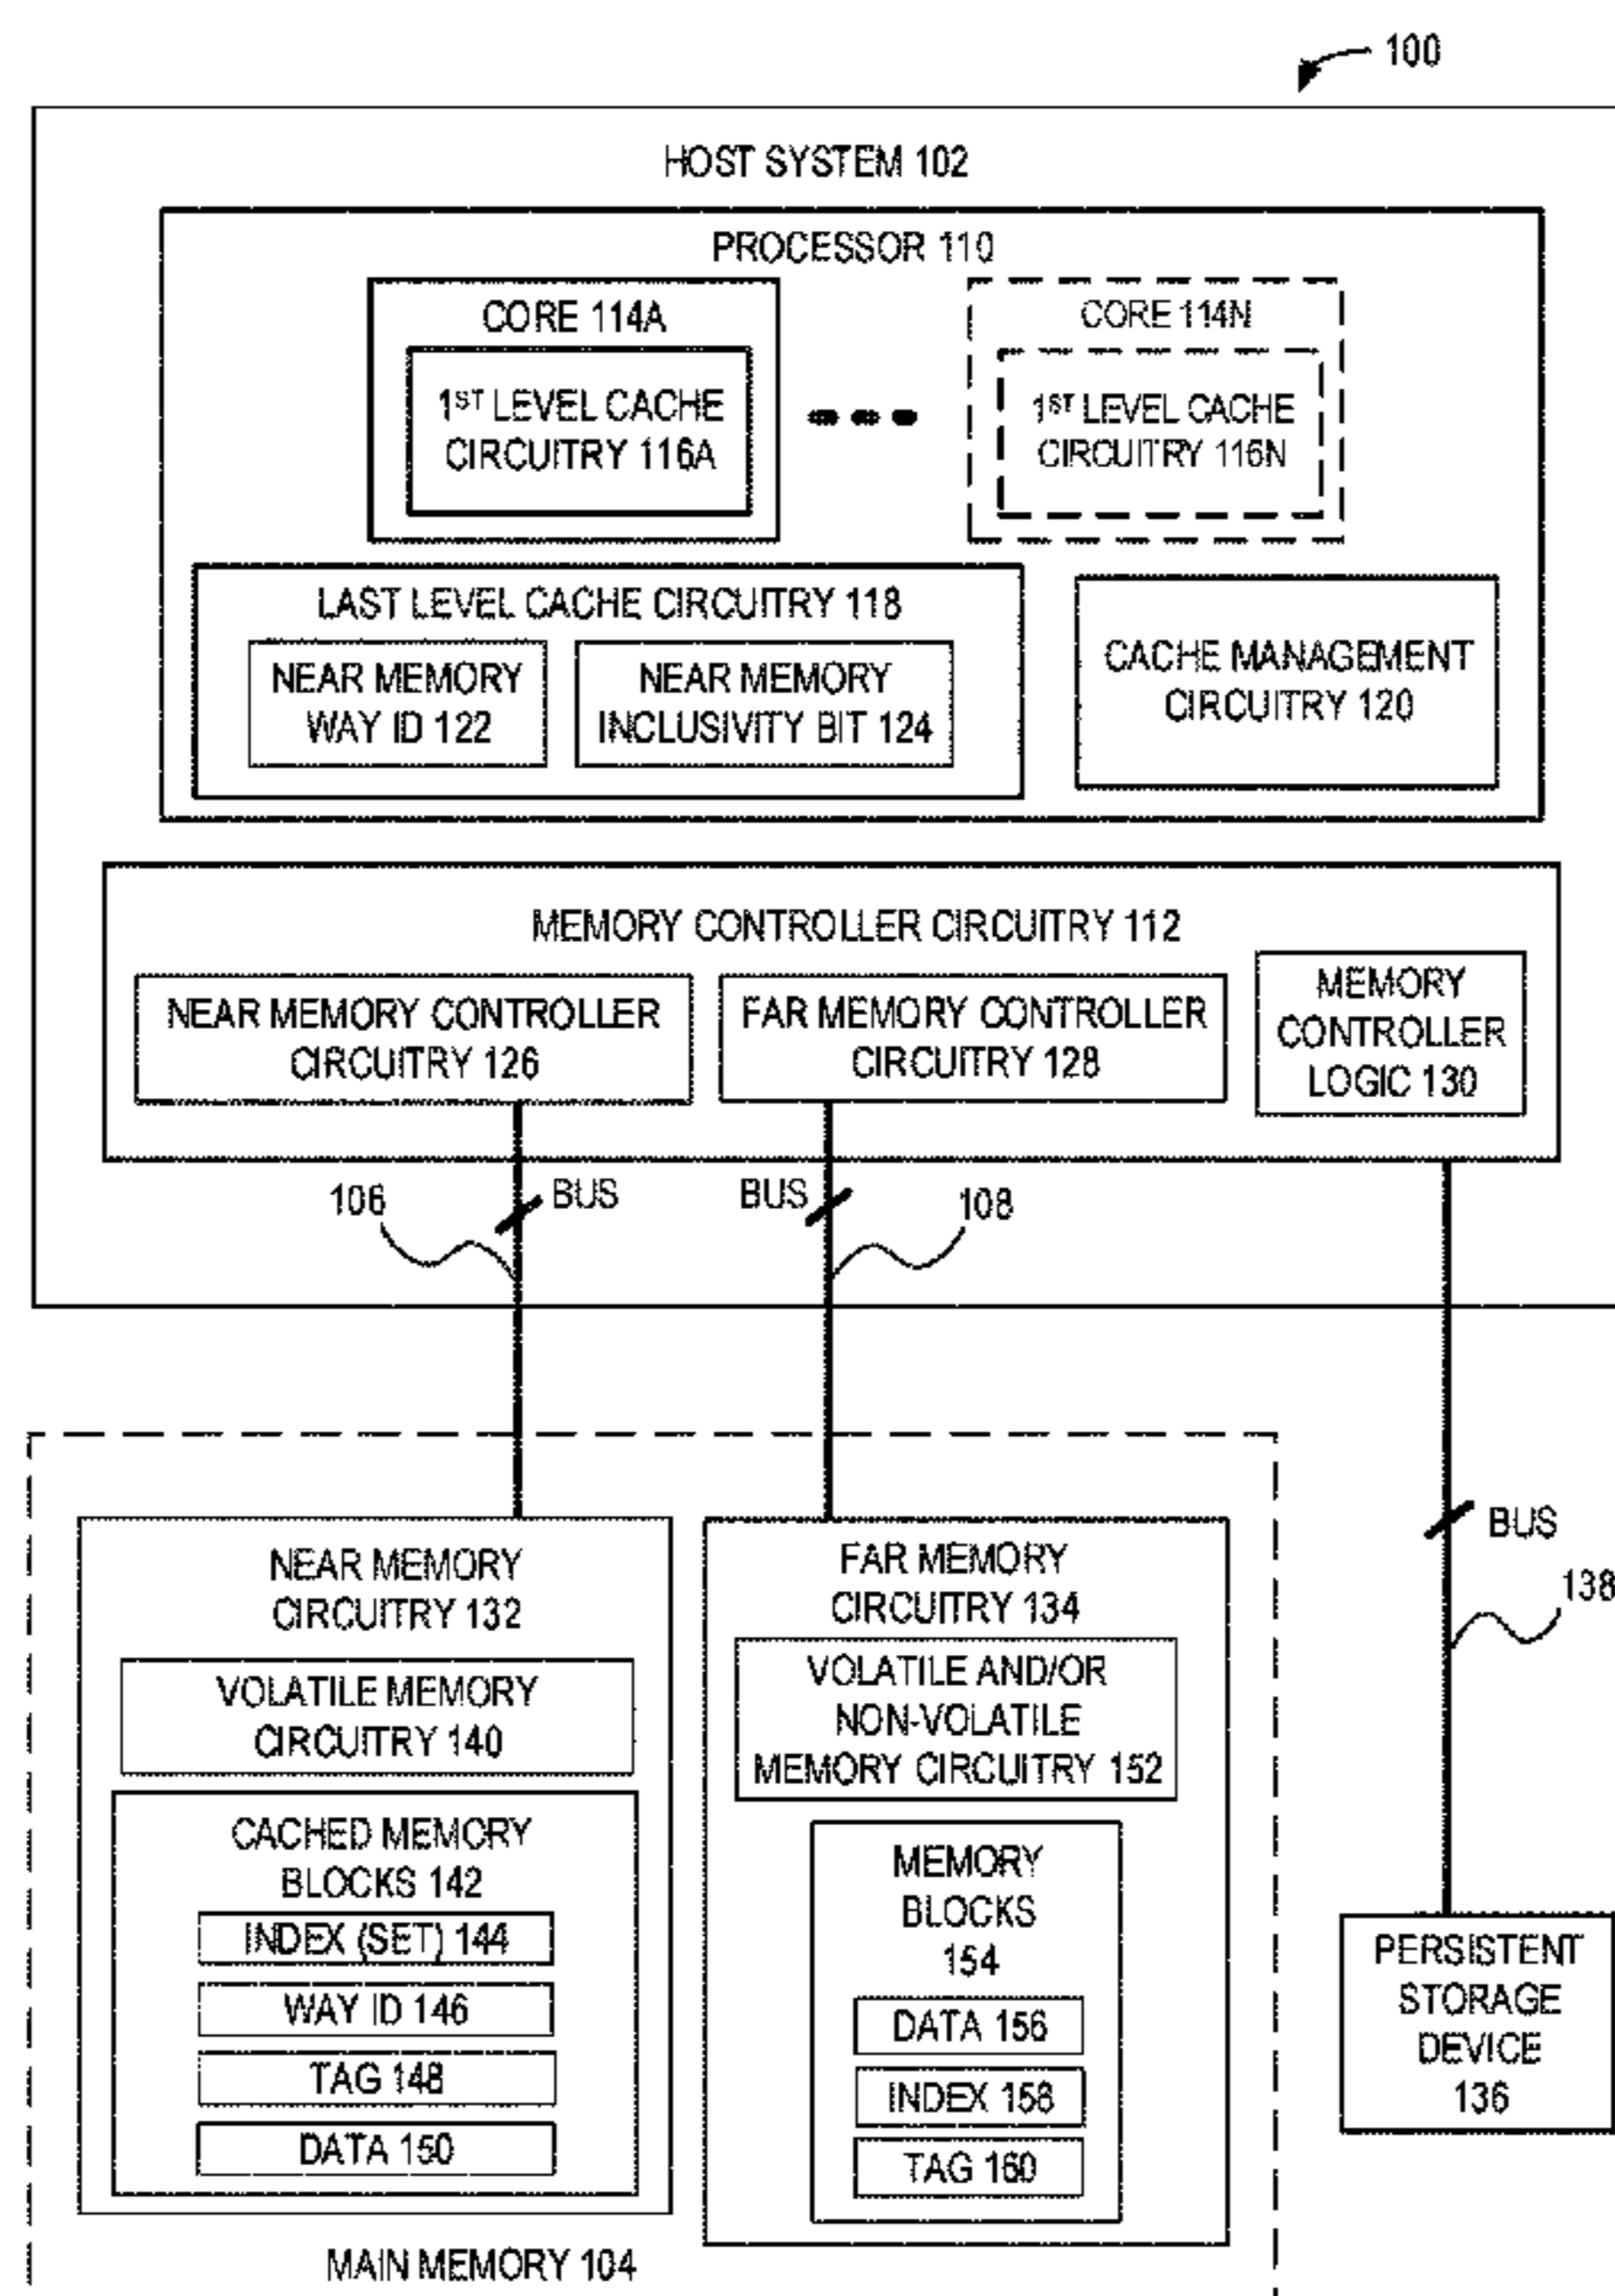 100
HOST SYSTEM 102
PROCESSOR 110
CORE 114A
1ST LEVEL CACHE
CIRCUITRY 116A
CORE 114N
1ST LEVEL CACHE
CIRCUITRY 116N
LAST LEVEL CACHE CIRCUITRY 118
NEAR MEMORY
WAY ID 122
NEAR MEMORY
INCLUSIVITY BIT 124
CACHE MANAGEMENT
CIRCUITRY 120
MEMORY CONTROLLER CIRCUITRY 112
NEAR MEMORY CONTROLLER
CIRCUITRY 126
FAR MEMORY CONTROLLER
CIRCUITRY 128
MEMORY
CONTROLLER
LOGIC 130
106
BUS
BUS
108
NEAR MEMORY
CIRCUITRY 132
VOLATILE MEMORY
CIRCUITRY 140
CACHED MEMORY
BLOCKS 142
INDEX (SET) 144
WAY ID 146
TAG 148
DATA 150
FAR MEMORY
CIRCUITRY 134
VOLATILE AND/OR
NON-VOLATILE
MEMORY CIRCUITRY 152
MEMORY
BLOCKS
154
DATA 156
INDEX 158
TAG 160
BUS
138
PERSISTENT
STORAGE
DEVICE
136
MAIN MEMORY 104